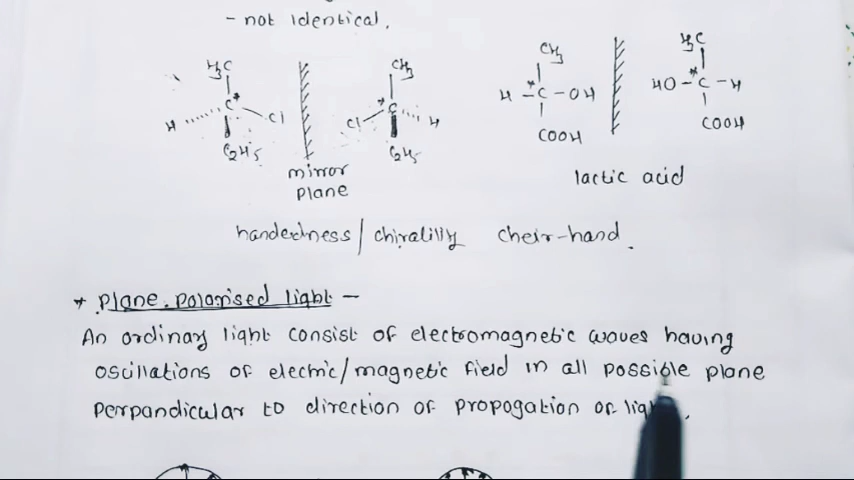 - not identical.
H₃C CH₃ CH₃ H₃C
C* *C H - *C - OH HO - *C - H
H Cl Cl H
C₂H₅ C₂H₅ COOH COOH
mirror plane
lactic acid
handedness / chirality cheir-hand.
* Plane. Polarised light -
An ordinary light consist of electromagnetic waves having
oscillations of electric/magnetic field in all possible plane
perpandicular to direction of propogation of